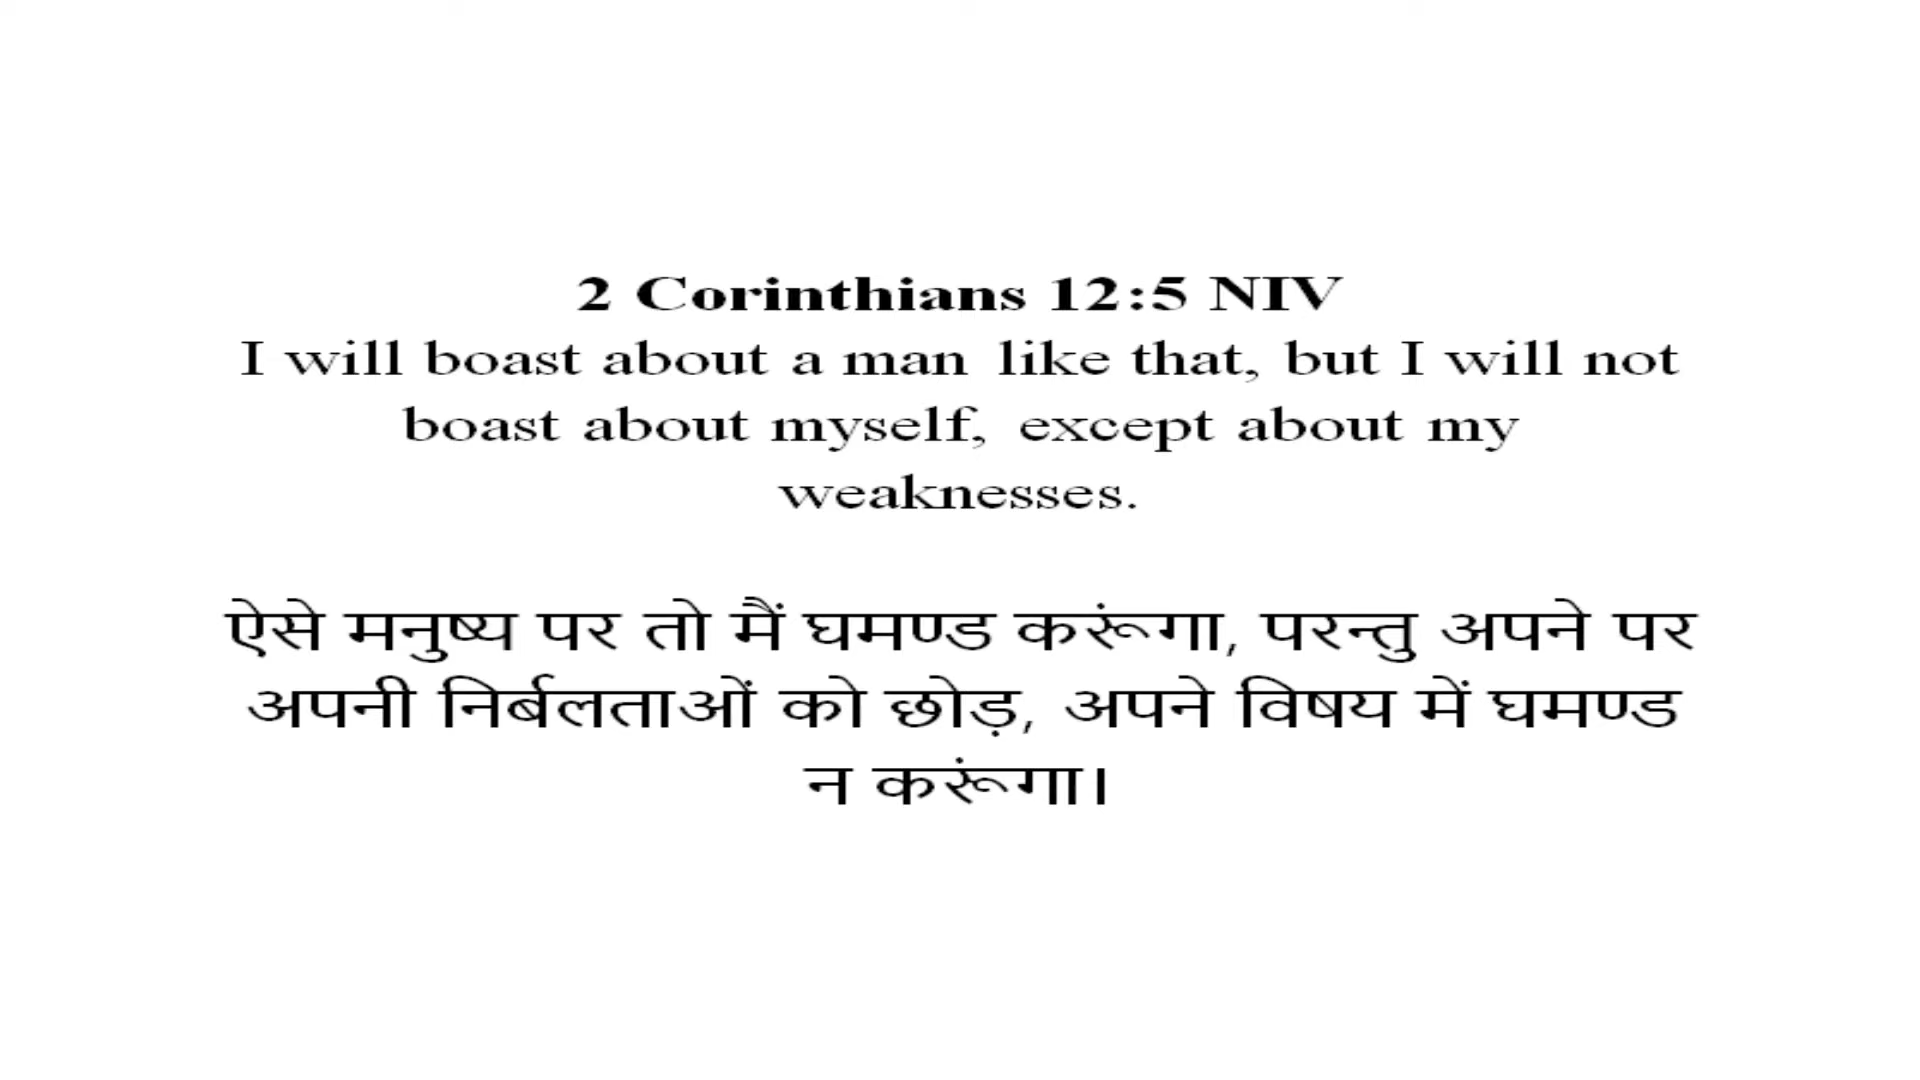 2 Corinthians 12:5 NIV
I will boast about a man like that, but I will not
boast about myself, except about my
weaknesses.
ऐसे मनुष्य पर तो मैं घमण्ड करूंगा, परन्तु अपने पर
अपनी निर्बलताओं को छोड़, अपने विषय में घमण्ड
न करूंगा।